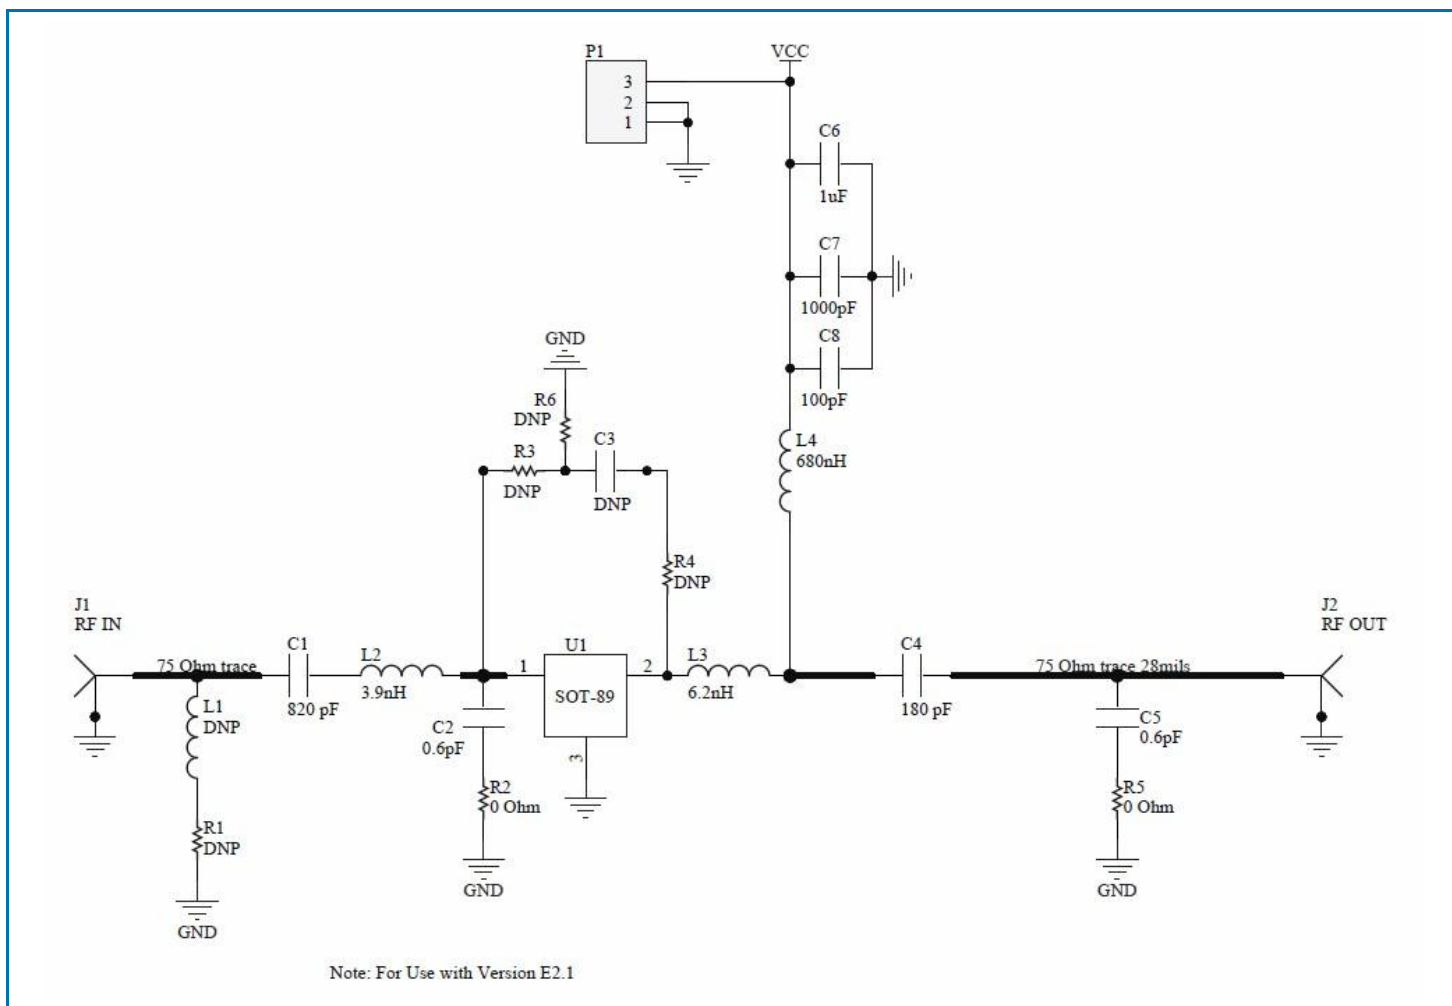 P1
VCC
3
2
1
C6
1uF
C7
1000pF
C8
100pF
GND
R6
DNP
R3
DNP
C3
DNP
L4
680nH
R4
DNP
J1
RF IN
75 Ohm trace
C1
820 pF
L2
3.9nH
1
U1
SOT-89
2
3
L3
6.2nH
C4
180 pF
75 Ohm trace 28mils
J2
RF OUT
L1
DNP
C2
0.6pF
C5
0.6pF
R1
DNP
R2
0 Ohm
R5
0 Ohm
GND
GND
GND
Note: For Use with Version E2.1